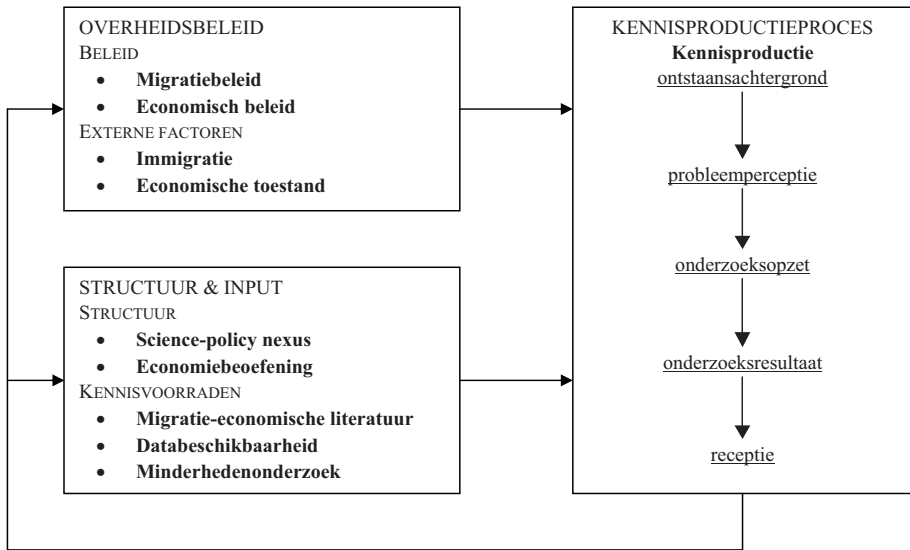 OVERHEIDSBELEID
BELEID
• Migratiebeleid
• Economisch beleid
EXTERNE FACTOREN
• Immigratie
• Economische toestand
STRUCTUUR & INPUT
STRUCTUUR
• Science-policy nexus
• Economiebeoefening
KENNISVOORRADEN
• Migratie-economische literatuur
• Databeschikbaarheid
• Minderhedenonderzoek
KENNISPRODUCTIEPROCES
Kennisproductie
ontstaansachtergrond
probleemperceptie
onderzoeksopzet
onderzoeksresultaat
receptie